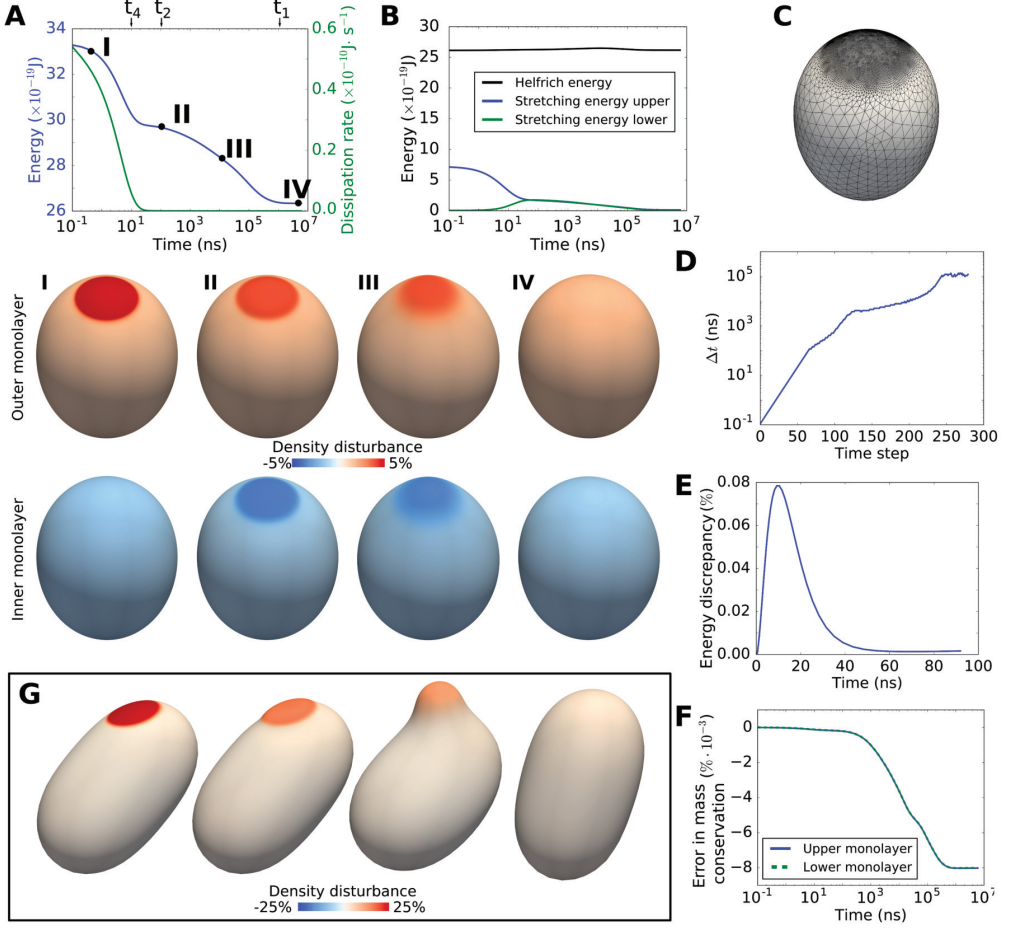 A
t₄ t₂ t₁
34
32
30
28
26
Energy (×10⁻¹⁹J)
0.6
0.4
0.2
0.0
Dissipation rate (×10⁻¹⁰J· s⁻¹)
I
II
III
IV
10⁻¹ 10¹ 10³ 10⁵ 10⁷
Time (ns)
B
30
25
20
15
10
5
0
Energy (×10⁻¹⁹J)
Helfrich energy
Stretching energy upper
Stretching energy lower
10⁻¹ 10¹ 10³ 10⁵ 10⁷
Time (ns)
C
I II III IV
Outer monolayer
Density disturbance
-5% 5%
Inner monolayer
D
10⁵
10³
10¹
10⁻¹
Δt (ns)
0 50 100 150 200 250 300
Time step
E
0.08
0.06
0.04
0.02
0.00
Energy discrepancy (%)
0 20 40 60 80 100
Time (ns)
F
0
−2
−4
−6
−8
Error in mass conservation (% · 10⁻³)
Upper monolayer
Lower monolayer
10⁻¹ 10¹ 10³ 10⁵ 10⁷
Time (ns)
G
Density disturbance
-25% 25%